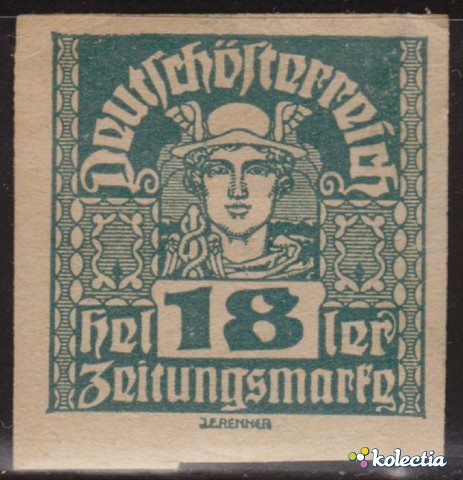 Deutschösterreich
18
heller
Zeitungsmarke
J.F.RENNER
kolectia